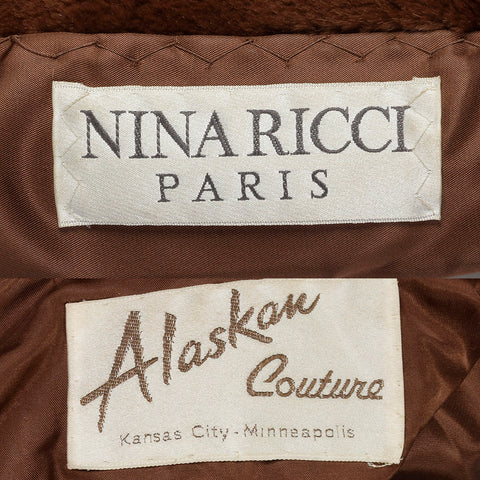 NINA RICCI
PARIS
Alaskan
Couture
Kansas City-Minneapolis